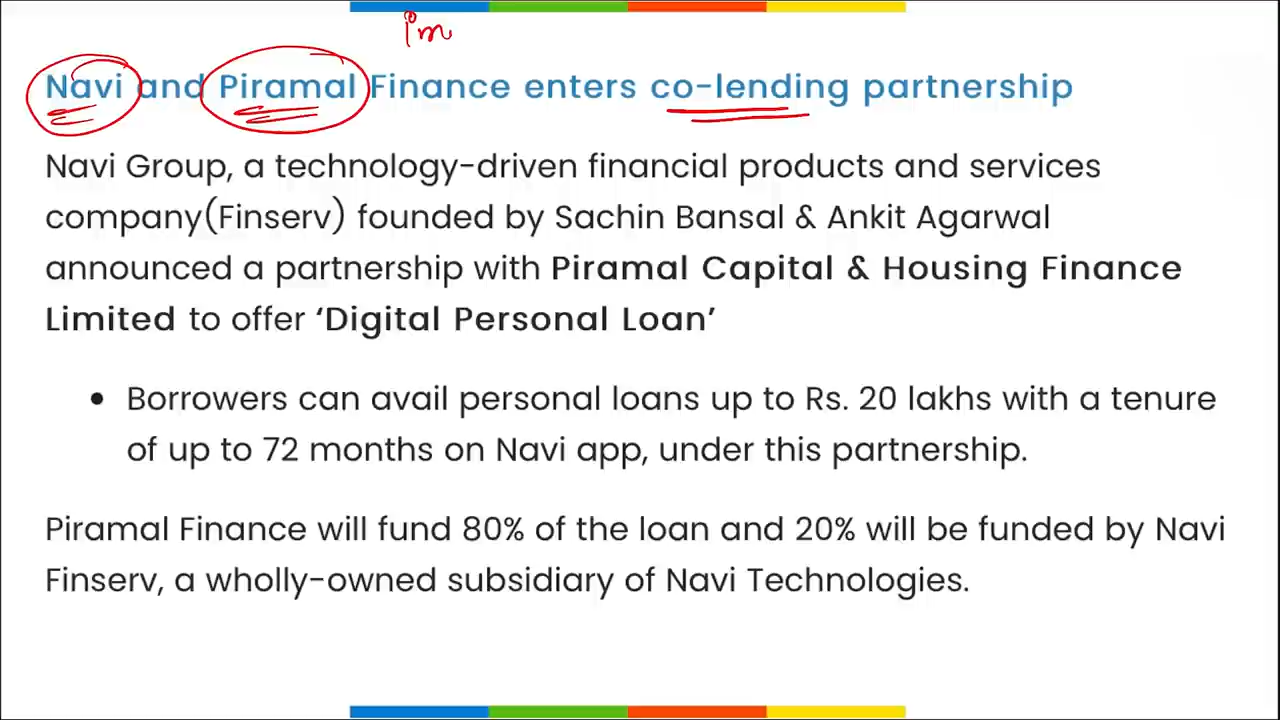 im
Navi and Piramal Finance enters co-lending partnership
Navi Group, a technology-driven financial products and services
company(Finserv) founded by Sachin Bansal & Ankit Agarwal
announced a partnership with Piramal Capital & Housing Finance
Limited to offer ‘Digital Personal Loan’
• Borrowers can avail personal loans up to Rs. 20 lakhs with a tenure
of up to 72 months on Navi app, under this partnership.
Piramal Finance will fund 80% of the loan and 20% will be funded by Navi
Finserv, a wholly-owned subsidiary of Navi Technologies.